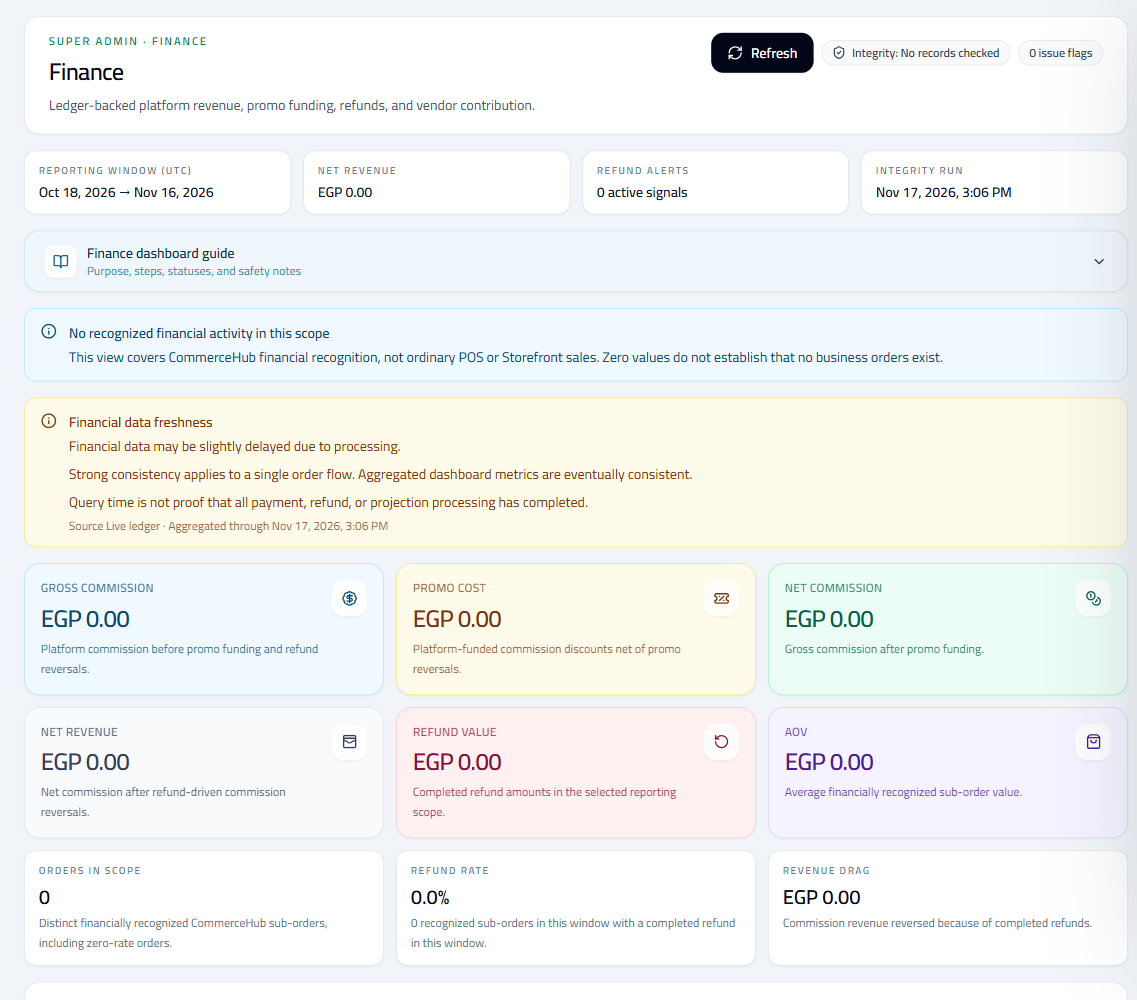 SUPER ADMIN · FINANCE
Finance
Ledger-backed platform revenue, promo funding, refunds, and vendor contribution.
Refresh
Integrity: No records checked
0 issue flags
REPORTING WINDOW (UTC)
Oct 18, 2026 → Nov 16, 2026
NET REVENUE
EGP 0.00
REFUND ALERTS
0 active signals
INTEGRITY RUN
Nov 17, 2026, 3:06 PM
Finance dashboard guide
Purpose, steps, statuses, and safety notes
No recognized financial activity in this scope
This view covers CommerceHub financial recognition, not ordinary POS or Storefront sales. Zero values do not establish that no business orders exist.
Financial data freshness
Financial data may be slightly delayed due to processing.
Strong consistency applies to a single order flow. Aggregated dashboard metrics are eventually consistent.
Query time is not proof that all payment, refund, or projection processing has completed.
Source Live ledger · Aggregated through Nov 17, 2026, 3:06 PM
GROSS COMMISSION
EGP 0.00
Platform commission before promo funding and refund
reversals.
PROMO COST
EGP 0.00
Platform-funded commission discounts net of promo
reversals.
NET COMMISSION
EGP 0.00
Gross commission after promo funding.
NET REVENUE
EGP 0.00
Net commission after refund-driven commission
reversals.
REFUND VALUE
EGP 0.00
Completed refund amounts in the selected reporting
scope.
AOV
EGP 0.00
Average financially recognized sub-order value.
ORDERS IN SCOPE
0
Distinct financially recognized CommerceHub sub-orders,
including zero-rate orders.
REFUND RATE
0.0%
0 recognized sub-orders in this window with a completed refund
in this window.
REVENUE DRAG
EGP 0.00
Commission revenue reversed because of completed refunds.